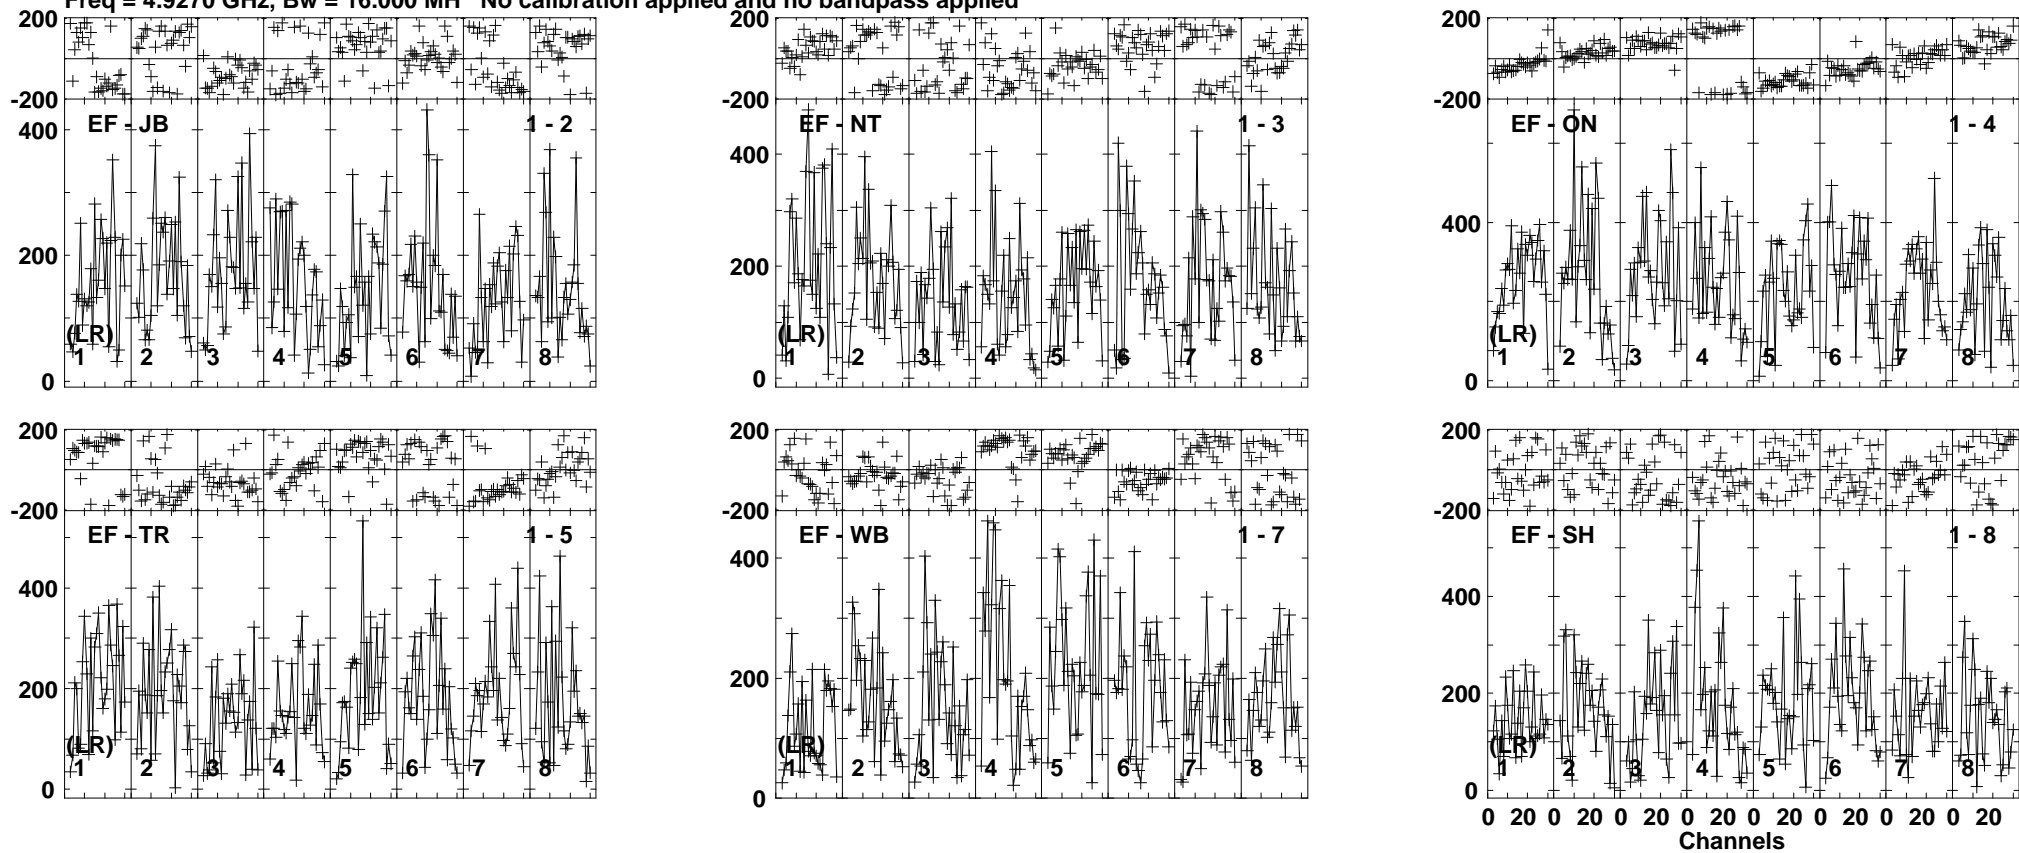 Freq = 4.9270 GHz, Bw = 16.000 MH No calibration applied and no bandpass applied
200
-200
EF - JB 1 - 2
400
200
(LR)
1 2 3 4 5 6 7 8
0
200
-200
EF - NT 1 - 3
400
200
(LR)
1 2 3 4 5 6 7 8
0
200
-200
EF - ON 1 - 4
400
(LR)
1 2 3 4 5 6 7 8
0
200
-200
EF - TR 1 - 5
400
200
(LR)
1 2 3 4 5 6 7 8
0
200
-200
EF - WB 1 - 7
400
200
(LR)
1 2 3 4 5 6 7 8
0
200
-200
EF - SH 1 - 8
400
200
(LR)
1 2 3 4 5 6 7 8
0
0 20 0 20 0 20 0 20 0 20 0 20 0 20 0 20
Channels